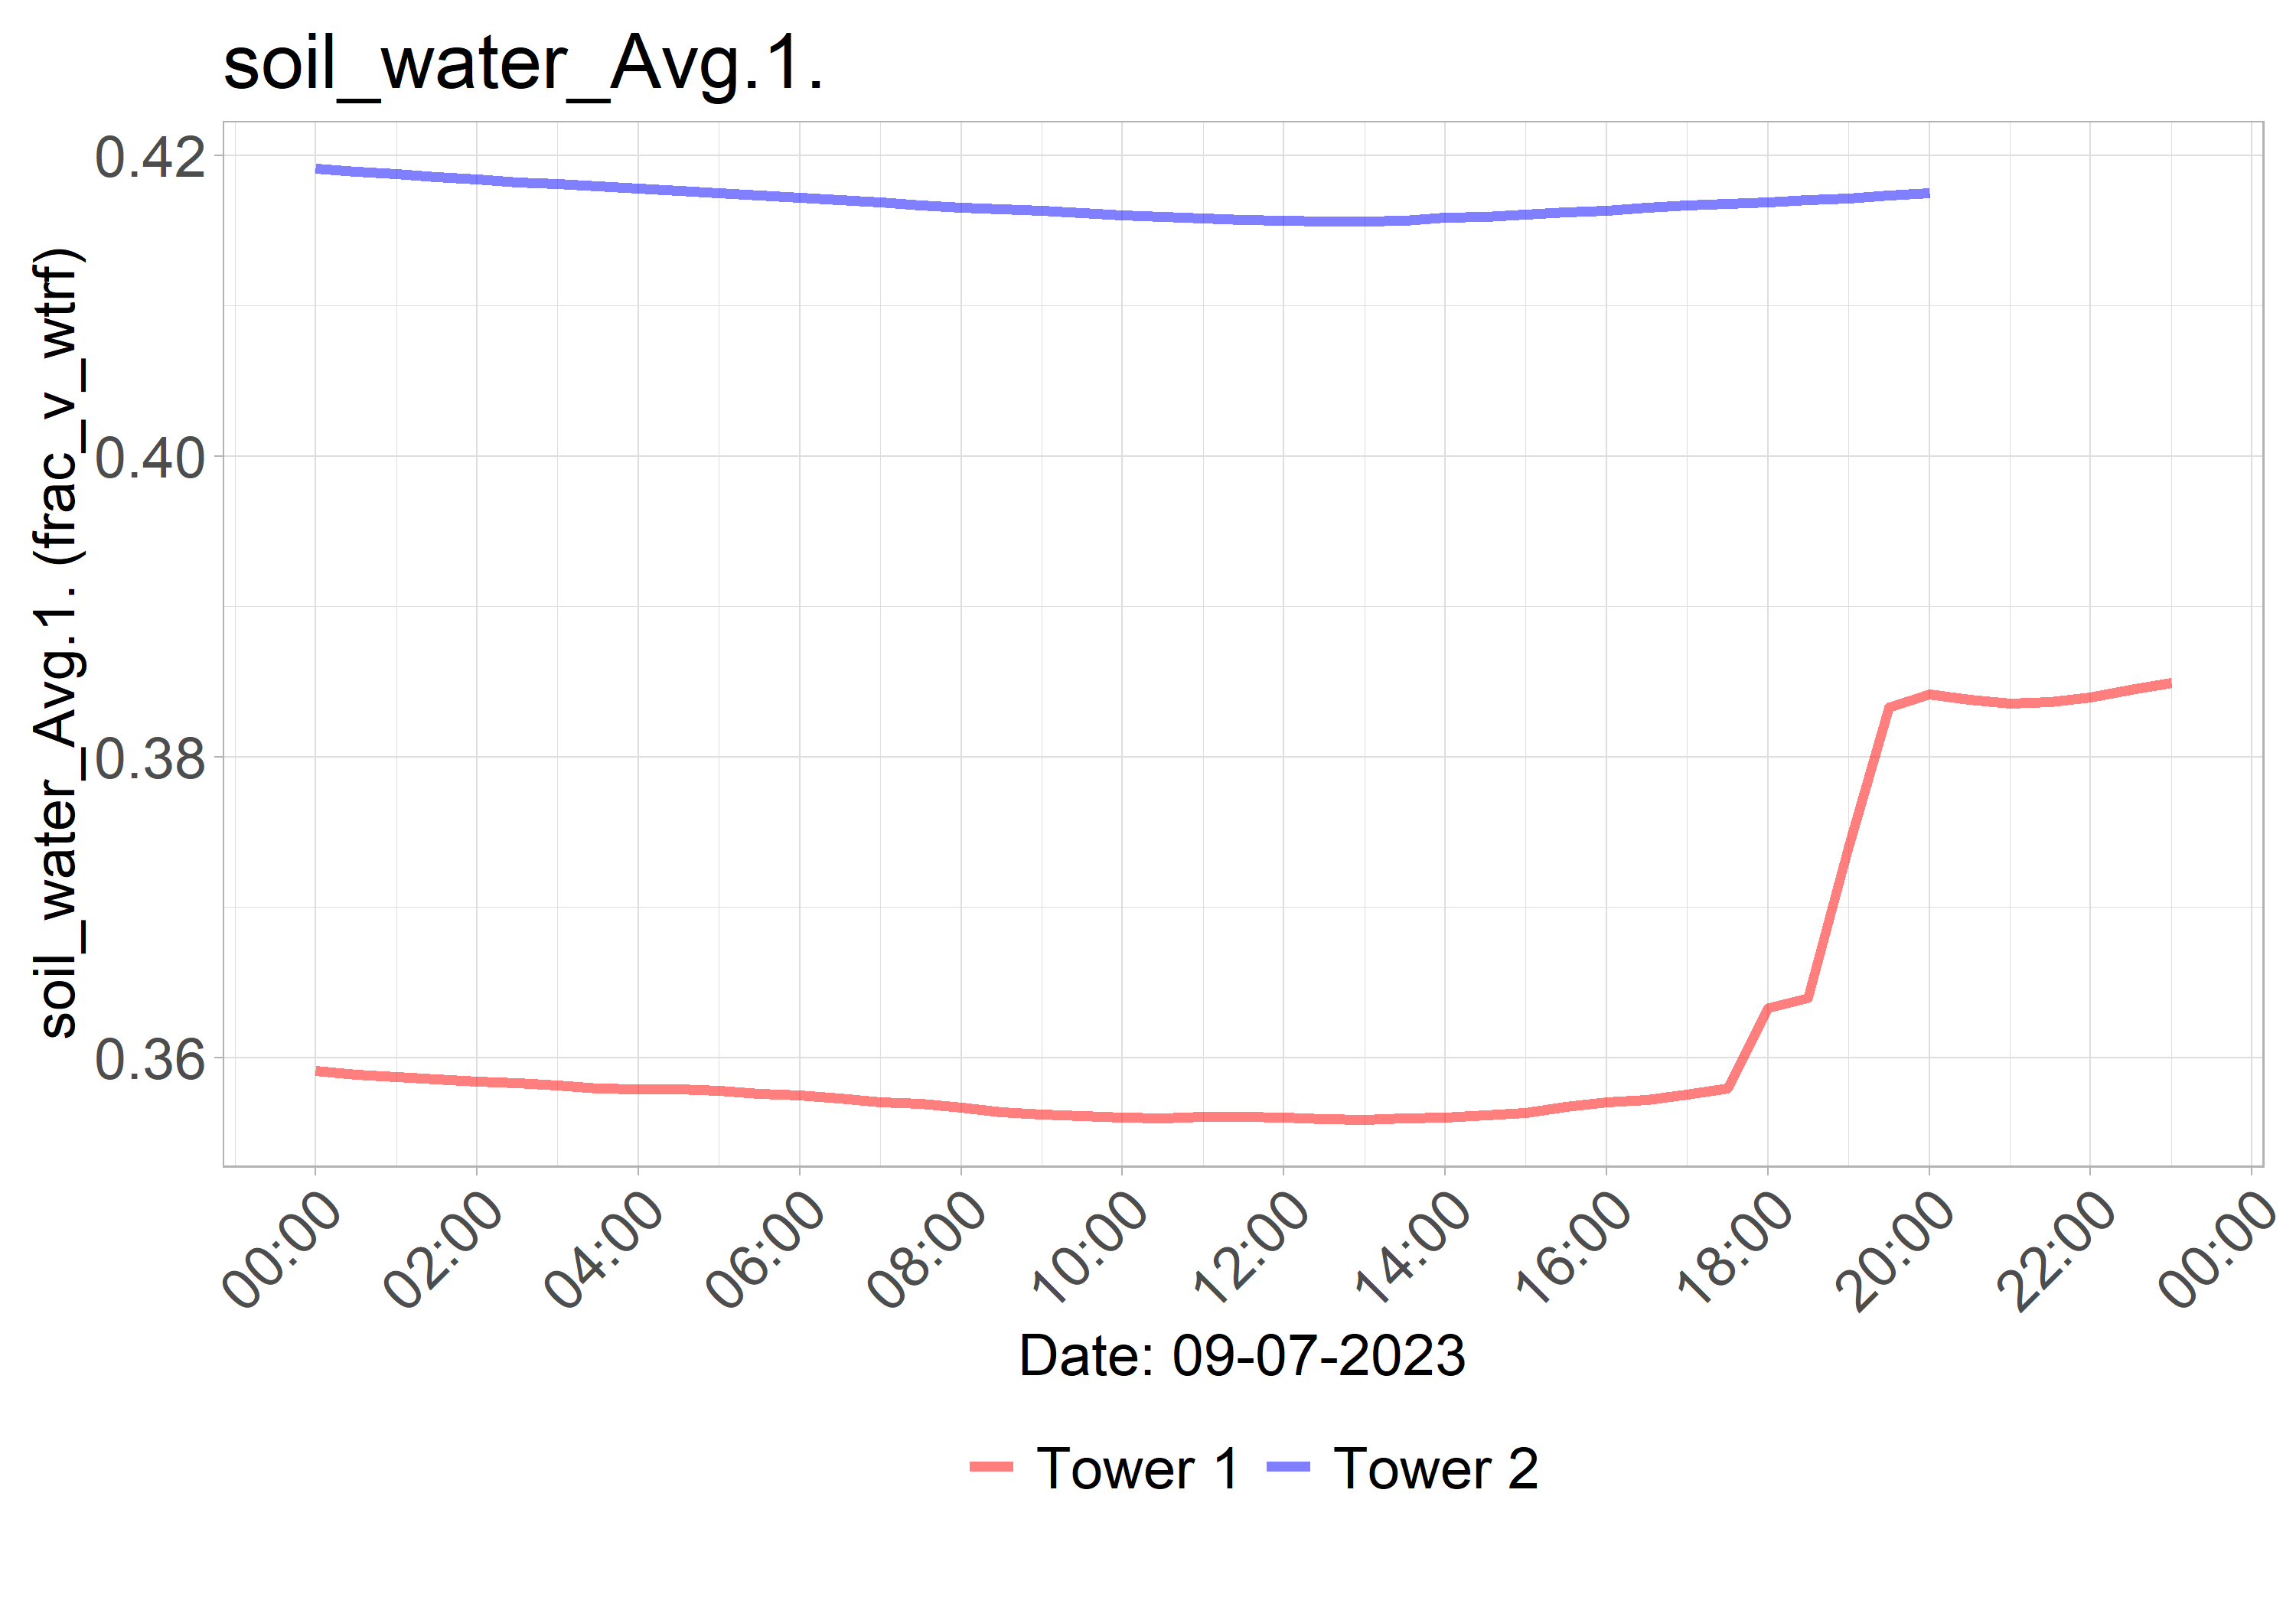 soil_water_Avg.1.
soil_water_Avg.1. (frac_v_wtrf)
0.42
0.40
0.38
0.36
00:00 02:00 04:00 06:00 08:00 10:00 12:00 14:00 16:00 18:00 20:00 22:00 00:00
Date: 09-07-2023
Tower 1 Tower 2